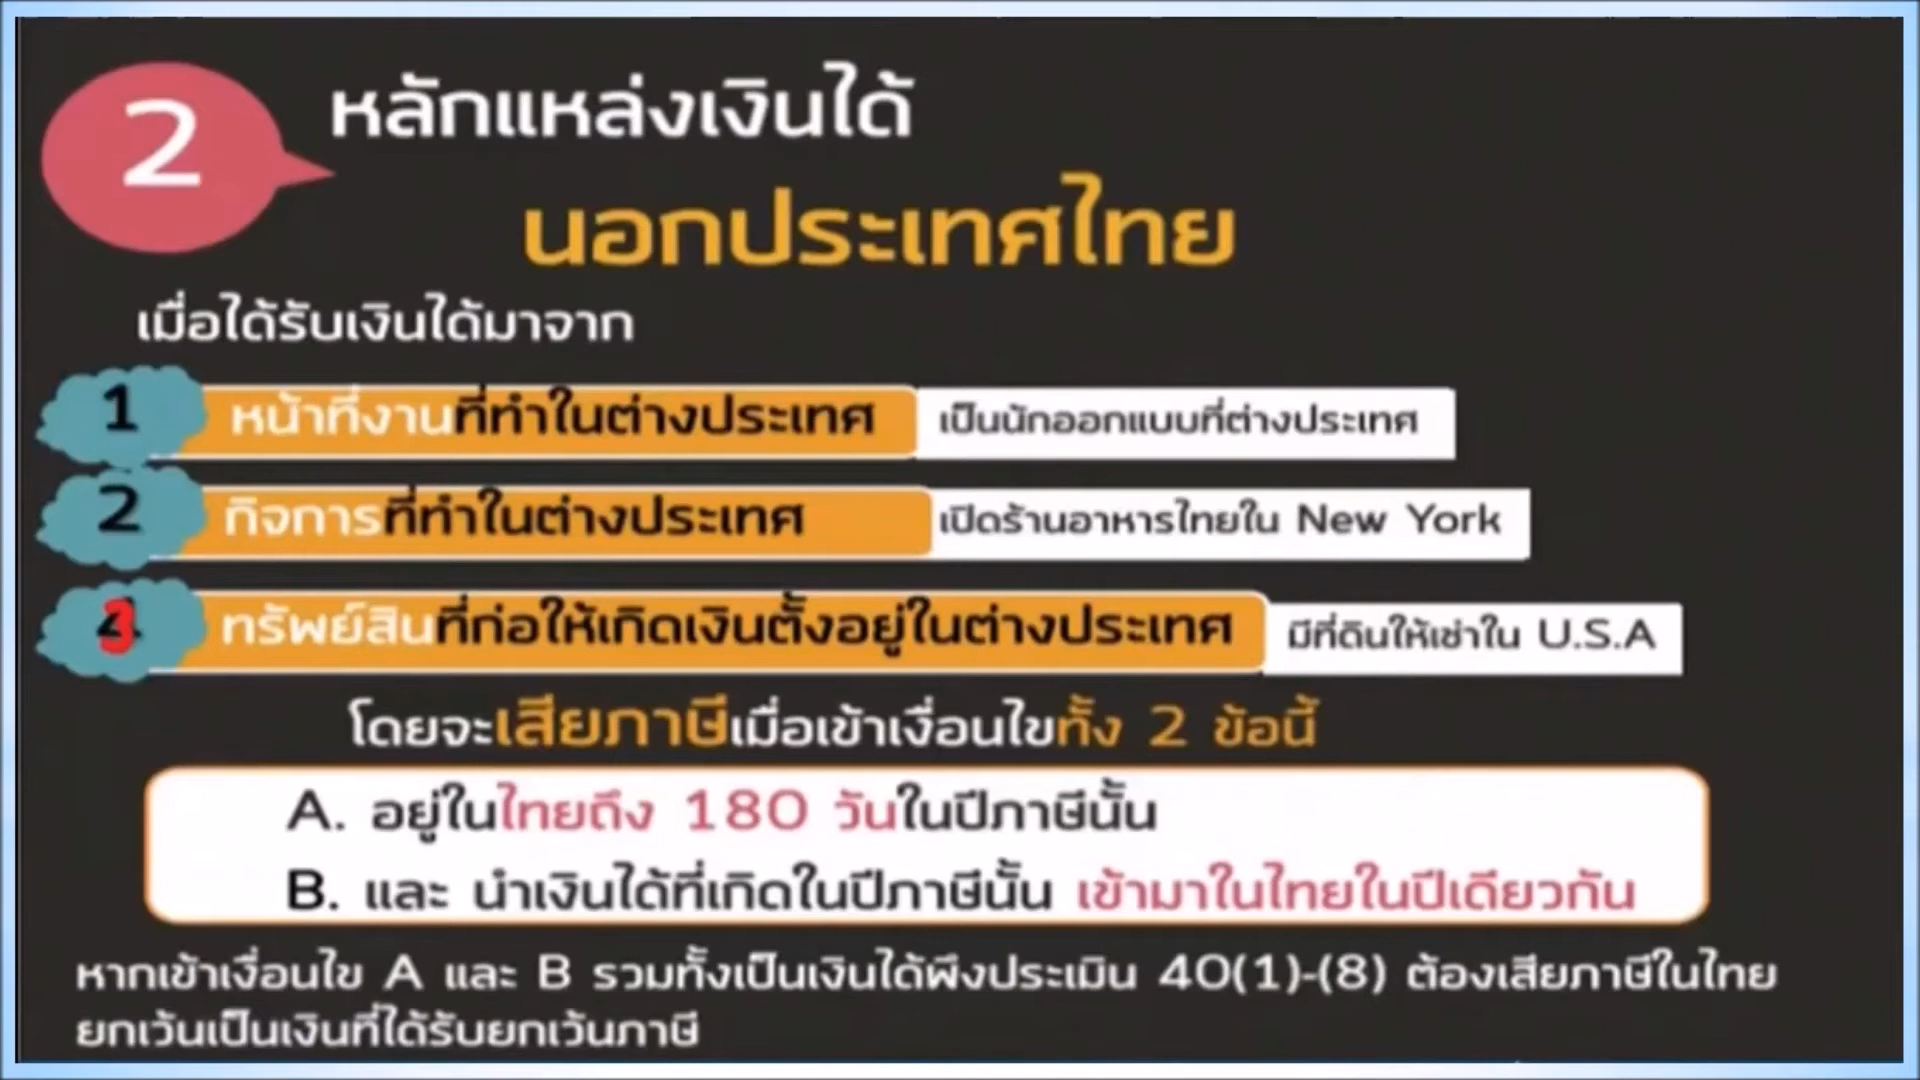 2
หลักแหล่งเงินได้
นอกประเทศไทย
เมื่อได้รับเงินได้มาจาก
1 หน้าที่งานที่ทำในต่างประเทศ เป็นนักออกแบบที่ต่างประเทศ
2 กิจการที่ทำในต่างประเทศ เปิดร้านอาหารไทยใน New York
3 ทรัพย์สินที่ก่อให้เกิดเงินตั้งอยู่ในต่างประเทศ มีที่ดินให้เช่าใน U.S.A
โดยจะเสียภาษีเมื่อเข้าเงื่อนไขทั้ง 2 ข้อนี้
A. อยู่ในไทยถึง 180 วันในปีภาษีนั้น
B. และ นำเงินได้ที่เกิดในปีภาษีนั้น เข้ามาในไทยในปีเดียวกัน
หากเข้าเงื่อนไข A และ B รวมทั้งเป็นเงินได้พึงประเมิน 40(1)-(8) ต้องเสียภาษีในไทย
ยกเว้นเป็นเงินที่ได้รับยกเว้นภาษี